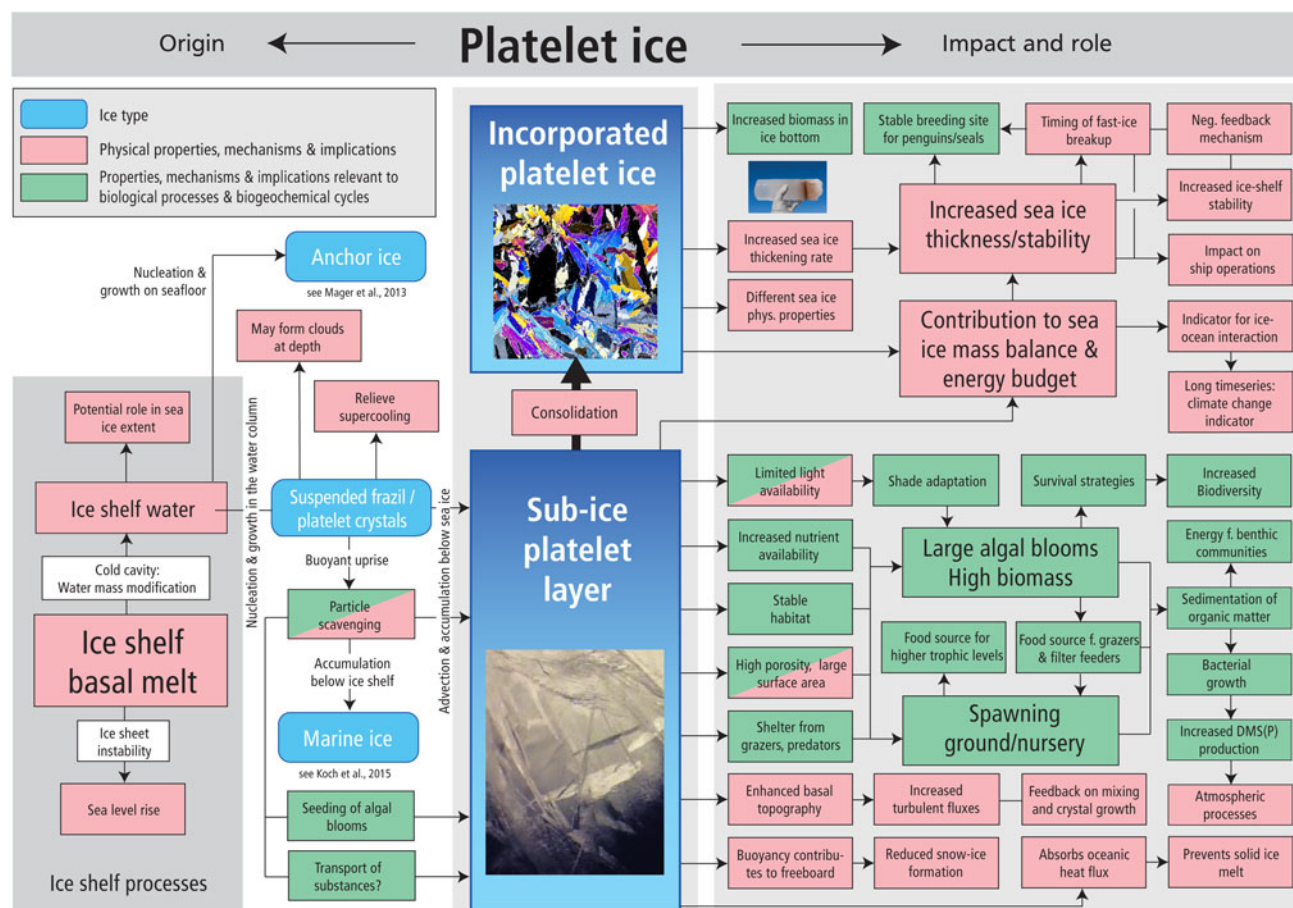 Origin
Platelet ice
Impact and role
Ice type
Physical properties, mechanisms & implications
Properties, mechanisms & implications relevant to
biological processes & biogeochemical cycles
Nucleation &
growth on seafloor
Anchor ice
see Mager et al., 2013
May form clouds
at depth
Relieve
supercooling
Potential role in sea
ice extent
Ice shelf water
Cold cavity:
Water mass modification
Ice shelf
basal melt
Ice sheet
instability
Sea level rise
Ice shelf processes
Nucleation & growth in the water column
Suspended frazil /
platelet crystals
Buoyant uprise
Particle
scavenging
Accumulation
below ice shelf
Marine ice
see Koch et al., 2015
Seeding of algal
blooms
Transport of
substances?
Advection & accumulation below sea ice
Incorporated
platelet ice
Consolidation
Sub-ice
platelet
layer
Increased biomass in
ice bottom
Stable breeding site
for penguins/seals
Timing of fast-ice
breakup
Neg. feedback
mechanism
Increased sea ice
thickening rate
Increased sea ice
thickness/stability
Increased ice-shelf
stability
Impact on
ship operations
Different sea ice
phys. properties
Contribution to sea
ice mass balance &
energy budget
Indicator for ice-
ocean interaction
Long timeseries:
climate change
indicator
Limited light
availability
Shade adaptation
Survival strategies
Increased
Biodiversity
Increased nutrient
availability
Large algal blooms
High biomass
Energy f. benthic
communities
Stable
habitat
Sedimentation of
organic matter
Food source for
higher trophic levels
Food source f. grazers
& filter feeders
High porosity, large
surface area
Bacterial
growth
Shelter from
grazers, predators
Spawning
ground/nursery
Increased DMS(P)
production
Enhanced basal
topography
Increased
turbulent fluxes
Feedback on mixing
and crystal growth
Atmospheric
processes
Buoyancy contribu-
tes to freeboard
Reduced snow-ice
formation
Absorbs oceanic
heat flux
Prevents solid ice
melt